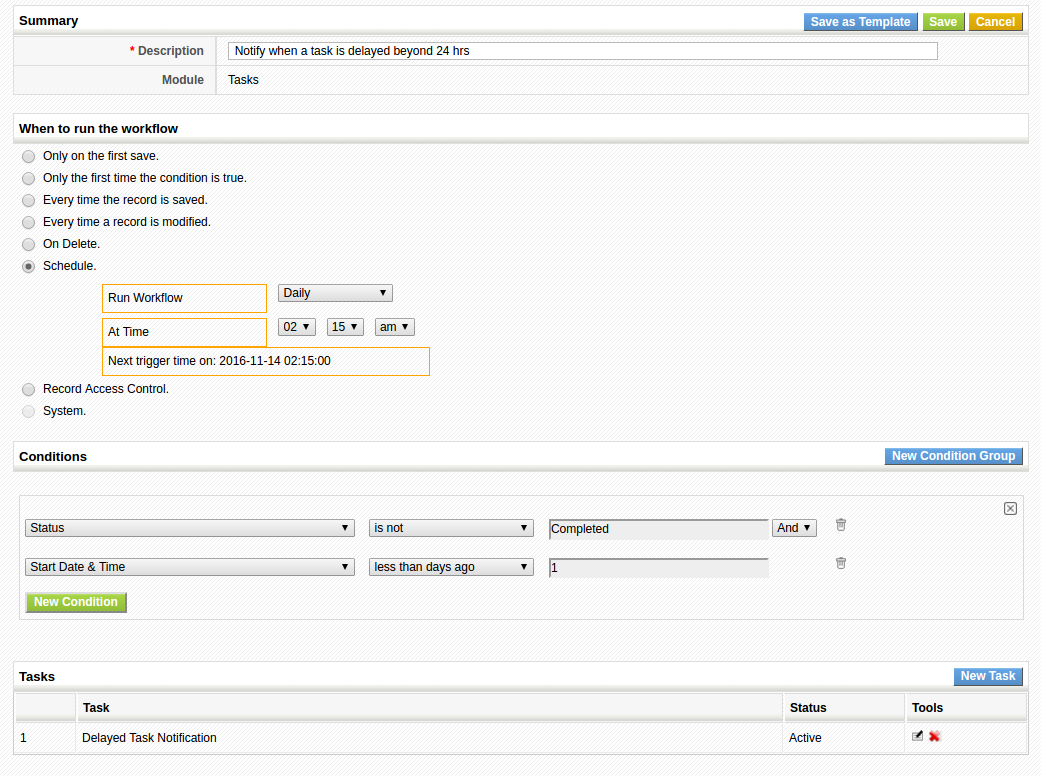 Summary Save as Template Save Cancel
* Description Notify when a task is delayed beyond 24 hrs
Module Tasks
When to run the workflow
Only on the first save.
Only the first time the condition is true.
Every time the record is saved.
Every time a record is modified.
On Delete.
Schedule.
Run Workflow Daily
At Time 02 15 am
Next trigger time on: 2016-11-14 02:15:00
Record Access Control.
System.
Conditions New Condition Group
Status is not Completed And
Start Date & Time less than days ago 1
New Condition
Tasks New Task
Task Status Tools
1 Delayed Task Notification Active